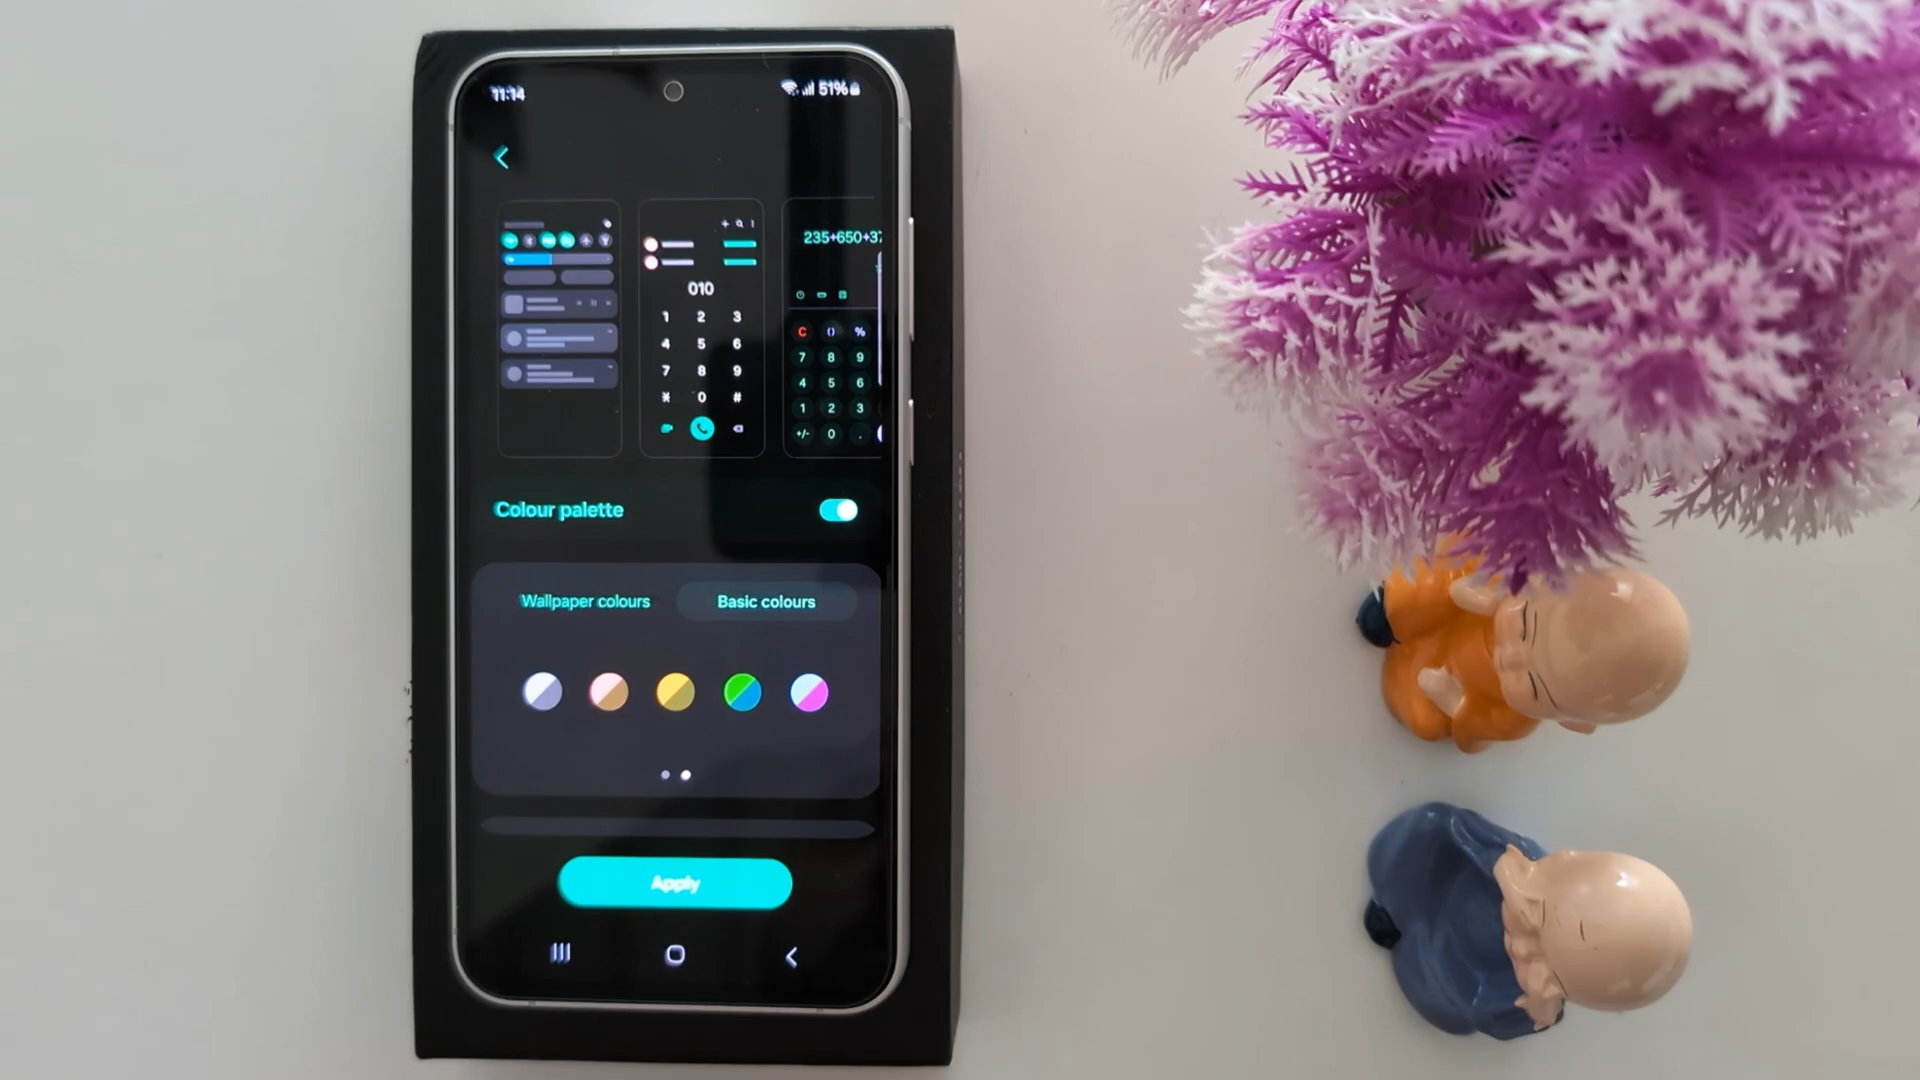 11:14
51%
235+650+37
010
1 2 3
4 5 6
7 8 9
* 0 #
C () %
7 8 9
4 5 6
1 2 3
+/- 0 .
Colour palette
Wallpaper colours
Basic colours
Apply